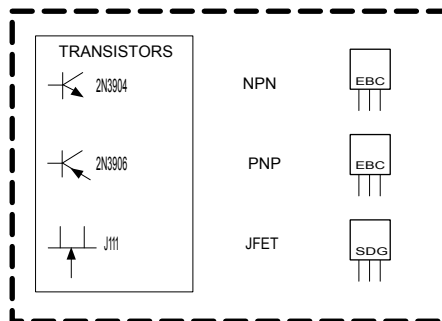 TRANSISTORS
2N3904 NPN EBC
2N3906 PNP EBC
J111 JFET SDG